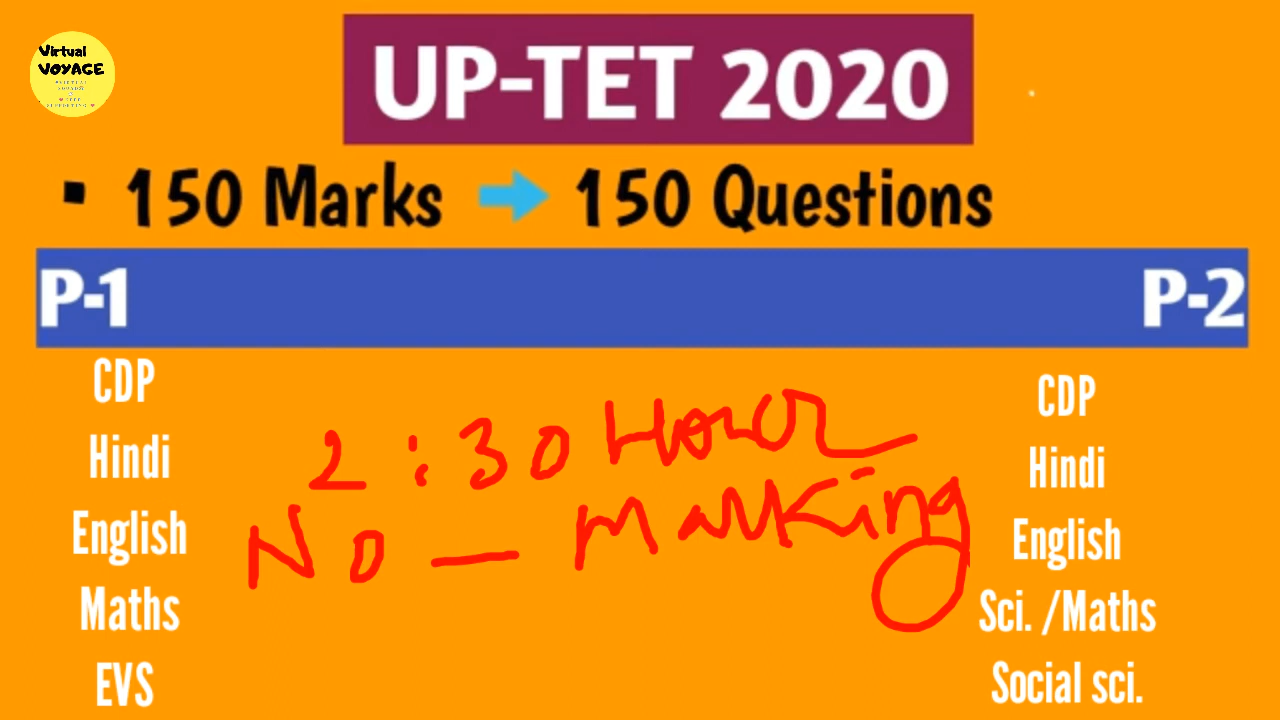 Virtual
VOYAGE
UP-TET 2020
▪ 150 Marks ➡ 150 Questions
P-1
P-2
CDP
Hindi
English
Maths
EVS
2:30 Hour
No — Marking
CDP
Hindi
English
Sci. /Maths
Social sci.